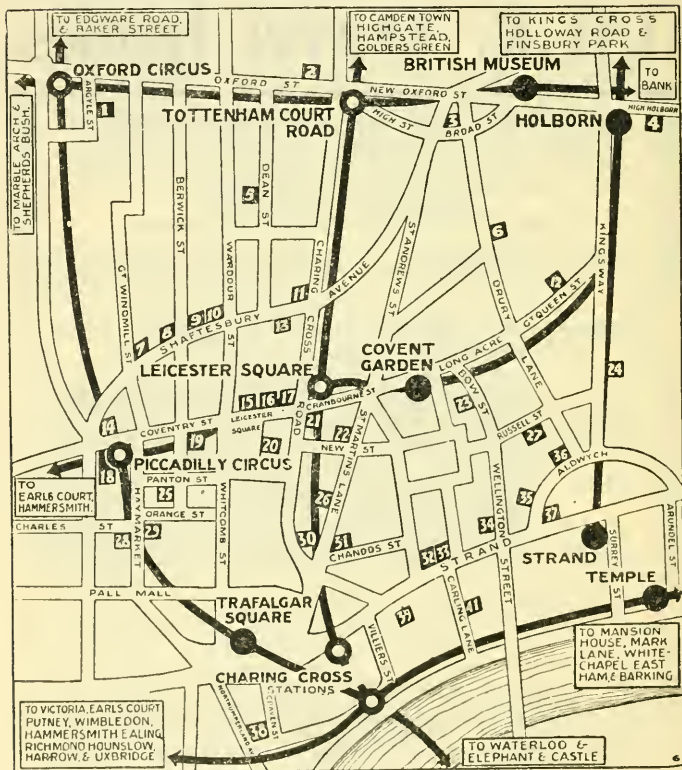 TO EDGWARE ROAD,
& BAKER STREET
TO CAMDEN TOWN
HIGHGATE,
HAMPSTEAD,
GOLDERS GREEN
TO KINGS CROSS
HOLLOWAY ROAD &
FINSBURY PARK
OXFORD CIRCUS
OXFORD ST
2
BRITISH MUSEUM
NEW OXFORD ST
TO
BANK
TO MARBLE ARCH &
SHEPHERDS BUSH.
ARGYLE ST
1
TOTTENHAM COURT
ROAD
HIGH ST
3
BROAD ST
HOLBORN
HIGH HOLBORN
4
BERWICK ST
DEAN ST
5
WARDOUR ST
CHARING CROSS ROAD
ST ANDREWS ST
6
DRURY LANE
KINGSWAY
GT WINDMILL ST
7
8
9
10
11
SHAFTESBURY AVENUE
13
12
GT QUEEN ST
LONG ACRE
LEICESTER SQUARE
COVENT
GARDEN
CRANBOURNE ST
24
14
COVENTRY ST
15
16
17
LEICESTER
SQUARE
19
20
21
22
NEW ST
ST MARTINS LANE
BOW ST
23
RUSSELL ST
27
36
ALDWYCH
18
PICCADILLY CIRCUS
TO
EARLS COURT,
HAMMERSMITH.
PANTON ST
25
ORANGE ST
CHARLES ST
28
29
HAYMARKET
WHITCOMB ST
26
30
31
CHANDOS ST
32
33
34
35
37
WELLINGTON STREET
STRAND
STRAND
SURREY ST
ARUNDEL ST
PALL MALL
TRAFALGAR
SQUARE
VILLIERS ST
39
CARLING LANE
41
TEMPLE
CHARING CROSS
STATIONS
NORTHUMBERLAND AV
CRAVEN ST
38
TO MANSION
HOUSE, MARK
LANE, WHITE-
CHAPEL EAST
HAM, & BARKING
TO VICTORIA, EARLS COURT
PUTNEY, WIMBLEDON,
HAMMERSMITH EALING
RICHMOND HOUNSLOW,
HARROW, & UXBRIDGE
TO WATERLOO &
ELEPHANT & CASTLE
6